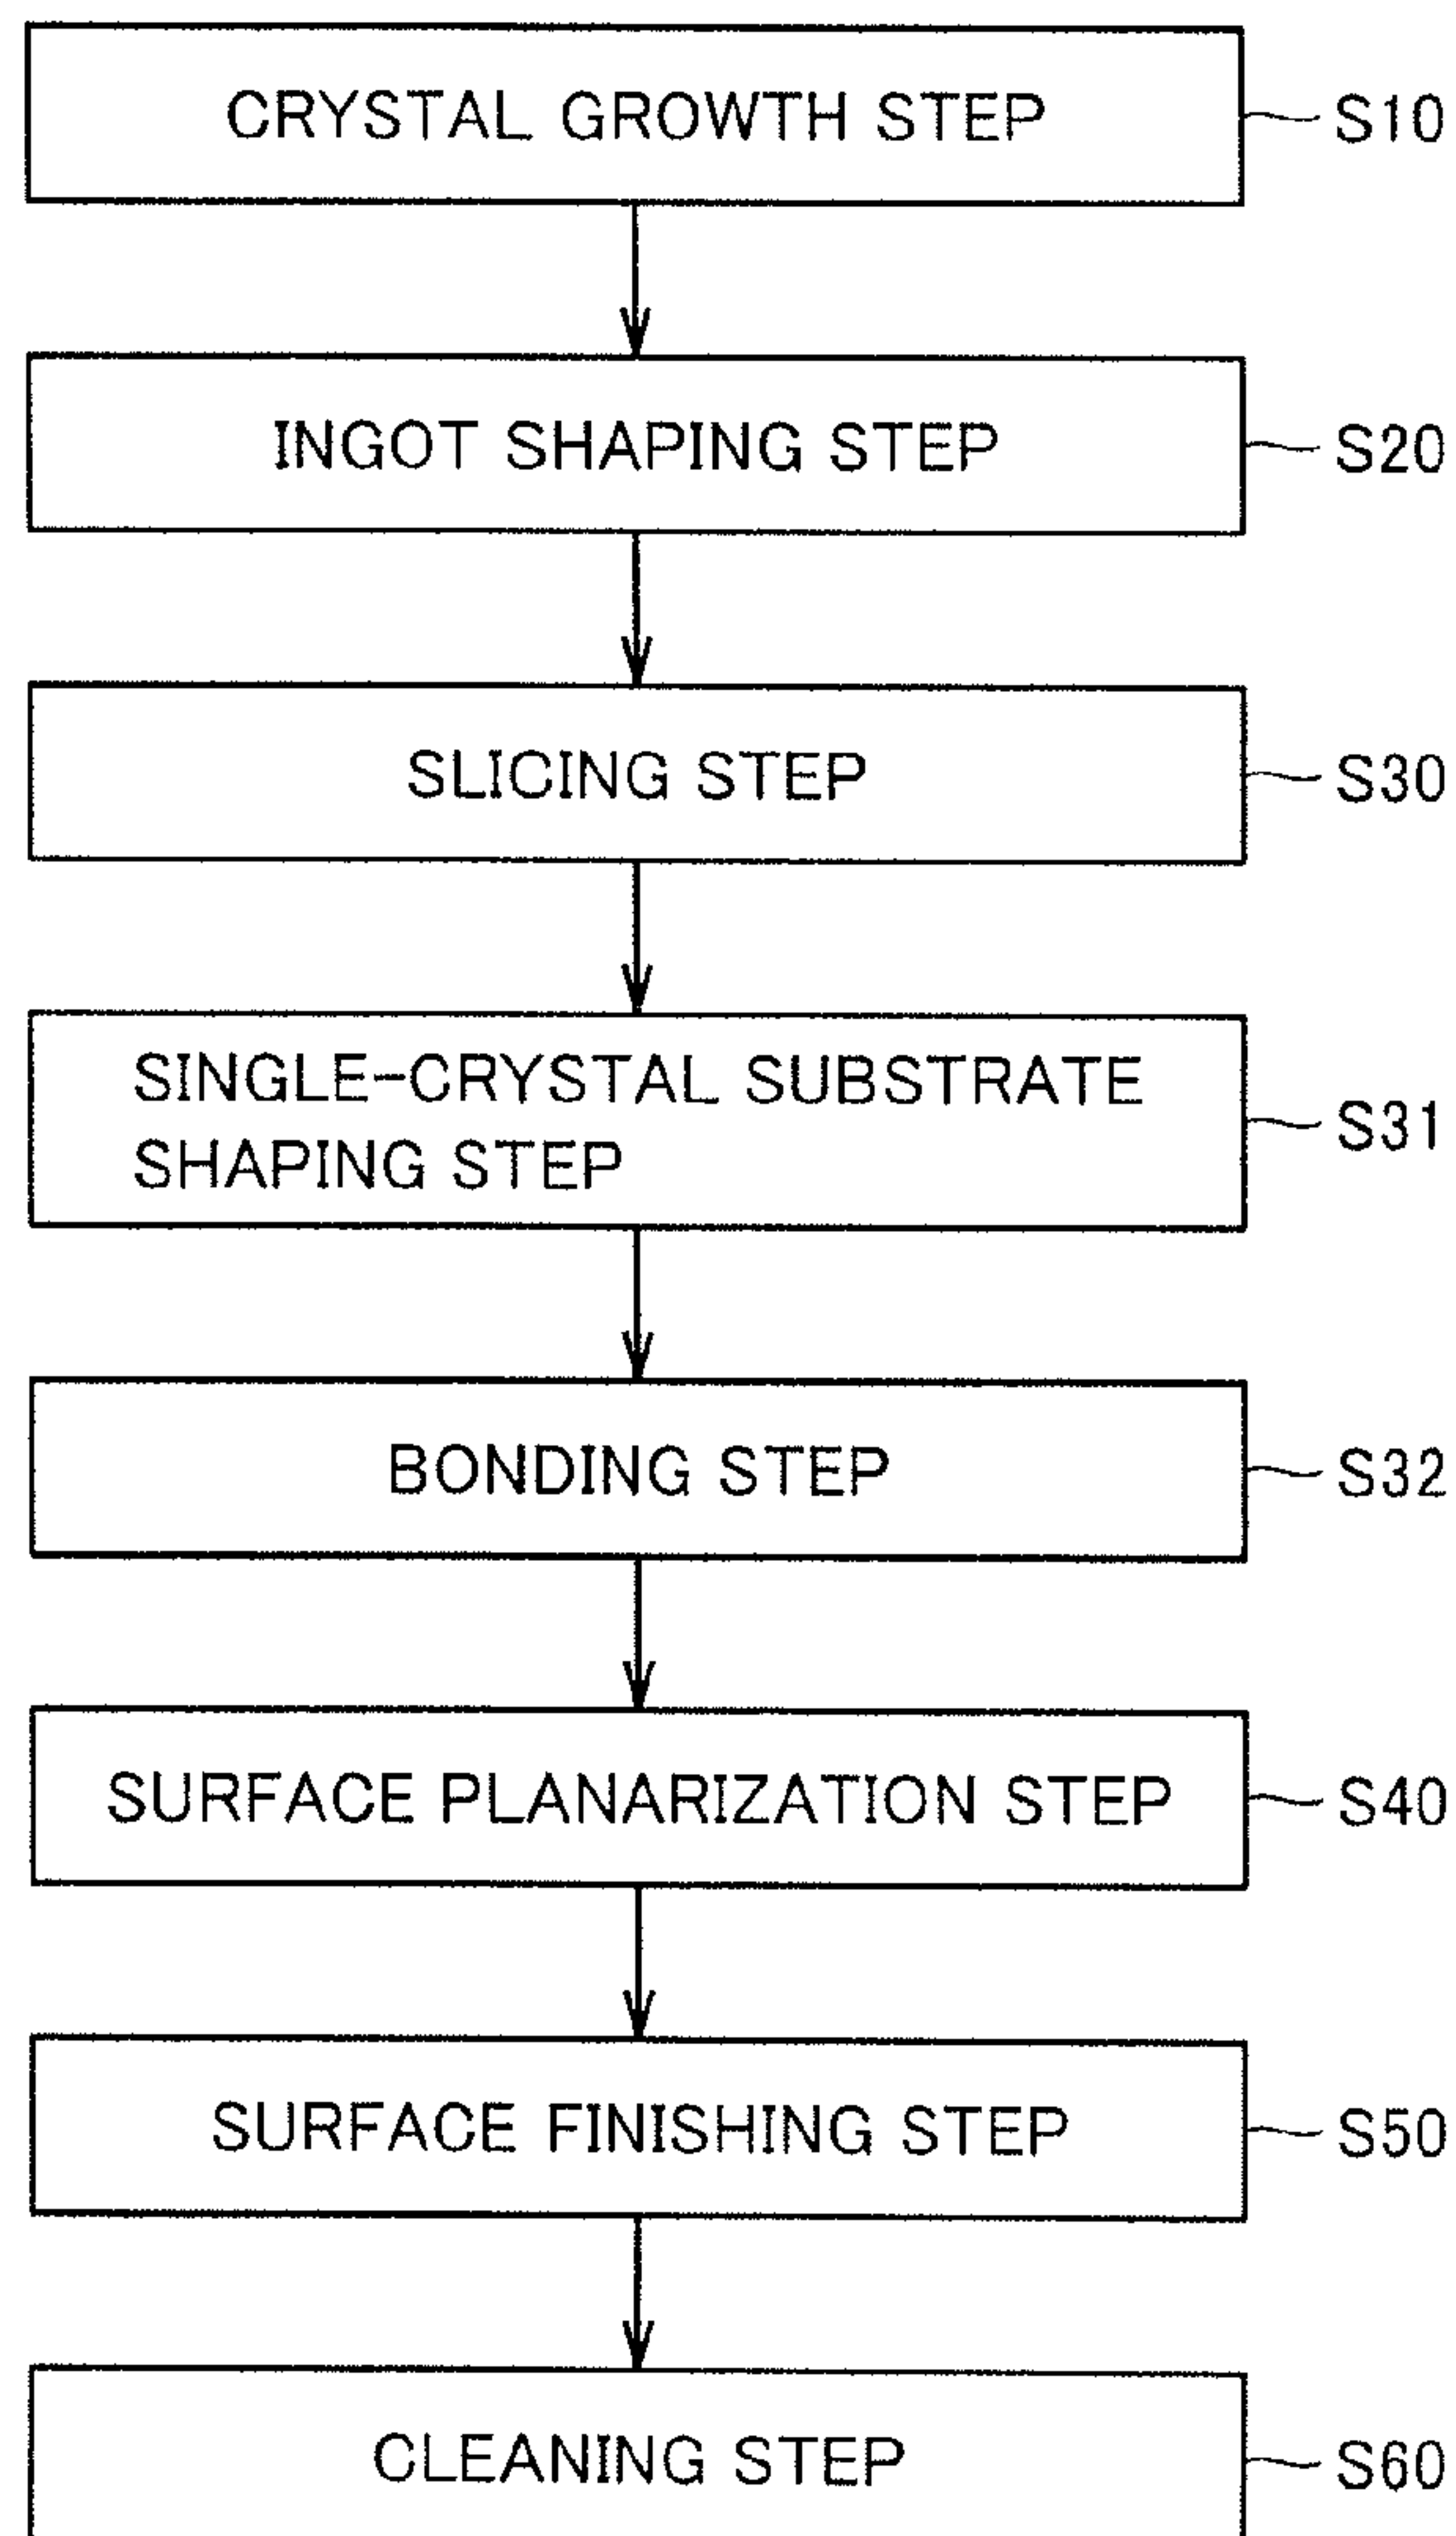 CRYSTAL GROWTH STEP
S10
INGOT SHAPING STEP
S20
SLICING STEP
S30
SINGLE-CRYSTAL SUBSTRATE
SHAPING STEP
S31
BONDING STEP
S32
SURFACE PLANARIZATION STEP
S40
SURFACE FINISHING STEP
S50
CLEANING STEP
S60